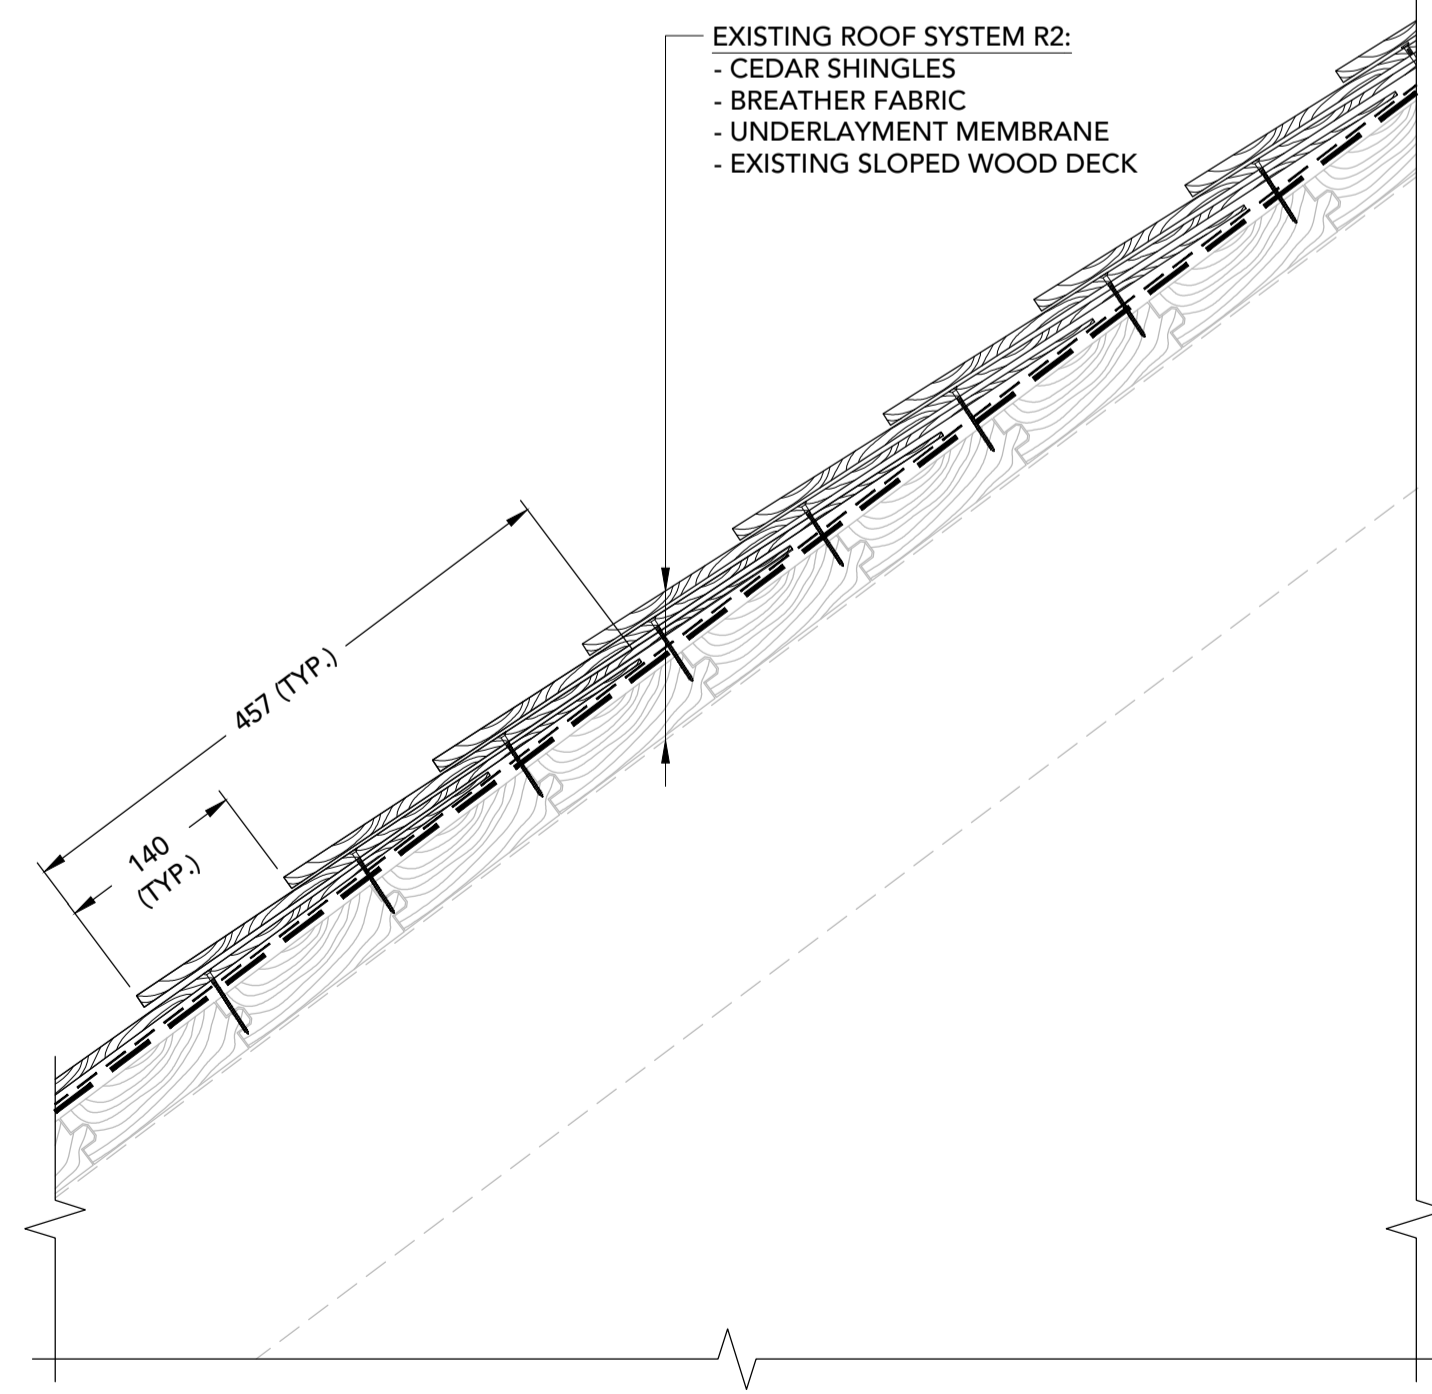 EXISTING ROOF SYSTEM R2:
- CEDAR SHINGLES
- BREATHER FABRIC
- UNDERLAYMENT MEMBRANE
- EXISTING SLOPED WOOD DECK
457 (TYP.)
140
(TYP.)